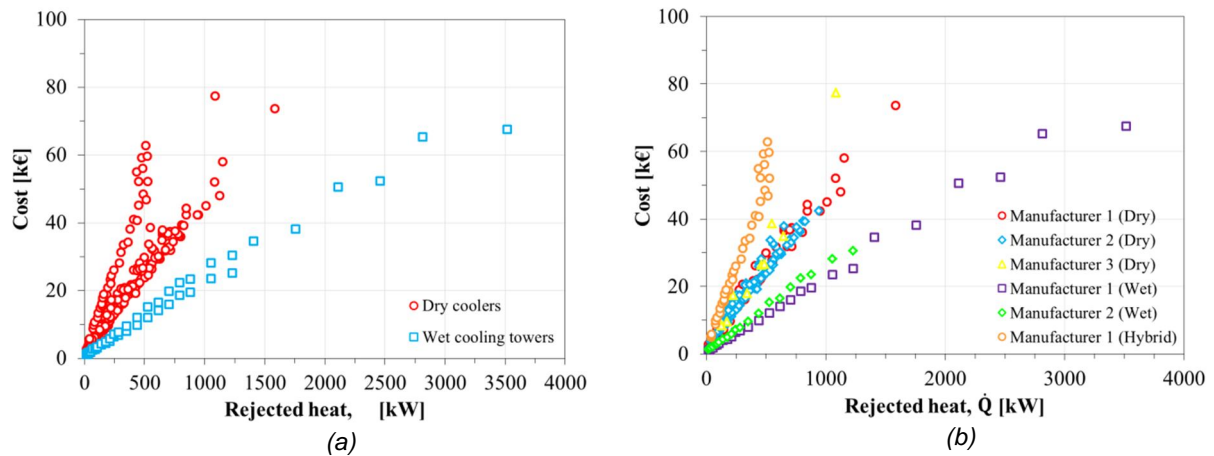 100
80
60
40
20
0
Cost [k€]
0 500 1000 1500 2000 2500 3000 3500 4000
Rejected heat, [kW]
Dry coolers
Wet cooling towers
(a)
100
80
60
40
20
0
Cost [k€]
0 1000 2000 3000 4000
Rejected heat, Q̇ [kW]
Manufacturer 1 (Dry)
Manufacturer 2 (Dry)
Manufacturer 3 (Dry)
Manufacturer 1 (Wet)
Manufacturer 2 (Wet)
Manufacturer 1 (Hybrid)
(b)